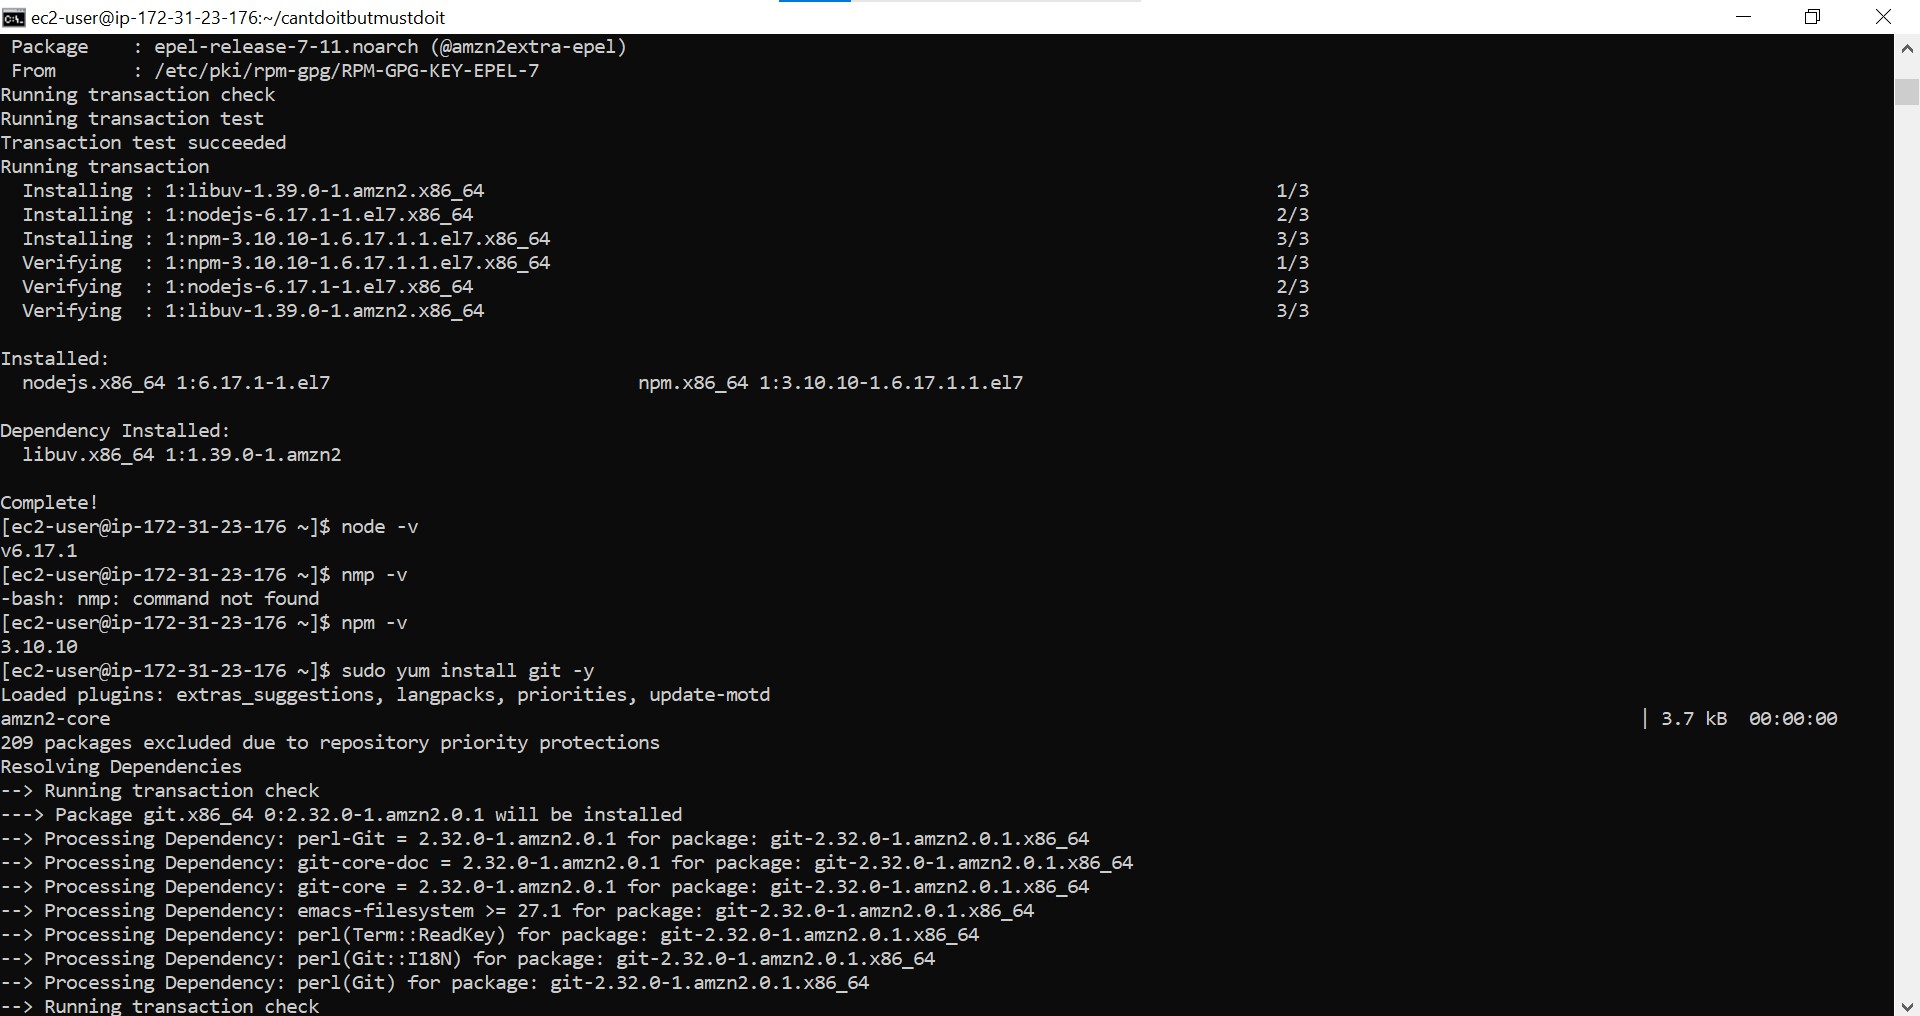 ec2-user@ip-172-31-23-176:~/cantdoitbutmustdoit
Package    : epel-release-7-11.noarch (@amzn2extra-epel)
From       : /etc/pki/rpm-gpg/RPM-GPG-KEY-EPEL-7
Running transaction check
Running transaction test
Transaction test succeeded
Running transaction
Installing : 1:libuv-1.39.0-1.amzn2.x86_64 1/3
Installing : 1:nodejs-6.17.1-1.el7.x86_64 2/3
Installing : 1:npm-3.10.10-1.6.17.1.1.el7.x86_64 3/3
Verifying  : 1:npm-3.10.10-1.6.17.1.1.el7.x86_64 1/3
Verifying  : 1:nodejs-6.17.1-1.el7.x86_64 2/3
Verifying  : 1:libuv-1.39.0-1.amzn2.x86_64 3/3
Installed:
nodejs.x86_64 1:6.17.1-1.el7 npm.x86_64 1:3.10.10-1.6.17.1.1.el7
Dependency Installed:
libuv.x86_64 1:1.39.0-1.amzn2
Complete!
[ec2-user@ip-172-31-23-176 ~]$ node -v
v6.17.1
[ec2-user@ip-172-31-23-176 ~]$ nmp -v
-bash: nmp: command not found
[ec2-user@ip-172-31-23-176 ~]$ npm -v
3.10.10
[ec2-user@ip-172-31-23-176 ~]$ sudo yum install git -y
Loaded plugins: extras_suggestions, langpacks, priorities, update-motd
amzn2-core | 3.7 kB  00:00:00
209 packages excluded due to repository priority protections
Resolving Dependencies
--> Running transaction check
---> Package git.x86_64 0:2.32.0-1.amzn2.0.1 will be installed
--> Processing Dependency: perl-Git = 2.32.0-1.amzn2.0.1 for package: git-2.32.0-1.amzn2.0.1.x86_64
--> Processing Dependency: git-core-doc = 2.32.0-1.amzn2.0.1 for package: git-2.32.0-1.amzn2.0.1.x86_64
--> Processing Dependency: git-core = 2.32.0-1.amzn2.0.1 for package: git-2.32.0-1.amzn2.0.1.x86_64
--> Processing Dependency: emacs-filesystem >= 27.1 for package: git-2.32.0-1.amzn2.0.1.x86_64
--> Processing Dependency: perl(Term::ReadKey) for package: git-2.32.0-1.amzn2.0.1.x86_64
--> Processing Dependency: perl(Git::I18N) for package: git-2.32.0-1.amzn2.0.1.x86_64
--> Processing Dependency: perl(Git) for package: git-2.32.0-1.amzn2.0.1.x86_64
--> Running transaction check